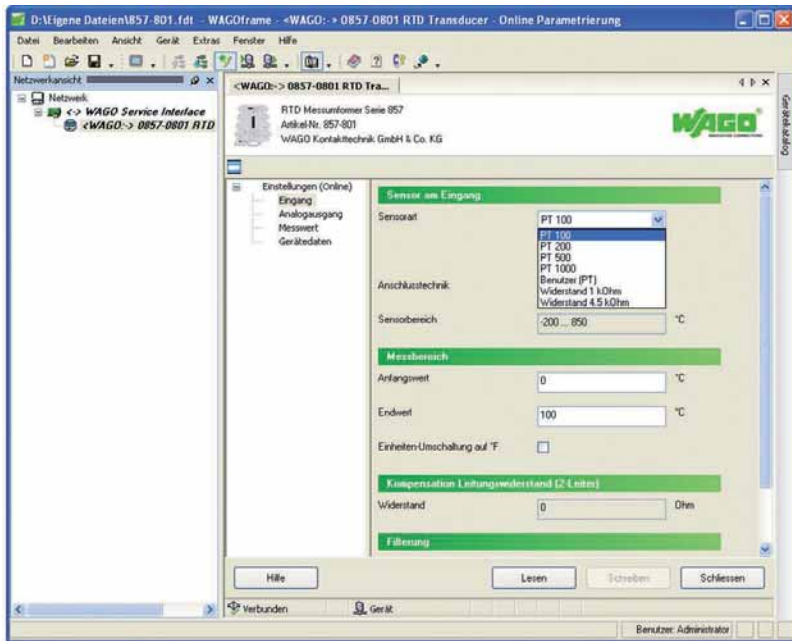 D:\Eigene Dateien\857-801.fdt - WAGOframe - <WAGO:-> 0857-0801 RTD Transducer - Online Parametrierung
Datei Bearbeiten Ansicht Gerät Extras Fenster Hilfe
Netzwerkansicht
Netzwerk
<-> WAGO Service Interface
<WAGO:-> 0857-0801 RTD
<WAGO:-> 0857-0801 RTD Tra...
RTD Messumformer Serie 857
Artikel-Nr. 857-801
WAGO Kontakttechnik GmbH & Co. KG
WAGO
Gerätekatalog
Einstellungen (Online)
Eingang
Analogausgang
Messwert
Gerätedaten
Sensor am Eingang
Sensorart
PT 100
PT 100
PT 200
PT 500
PT 1000
Benutzer (PT)
Widerstand 1 kOhm
Widerstand 4.5 kOhm
Anschlusstechnik
Sensorbereich
-200 ... 850
°C
Messbereich
Anfangswert
0
°C
Endwert
100
°C
Einheiten-Umschaltung auf °F
Kompensation Leitungswiderstand (2-Leiter)
Widerstand
0
Ohm
Filterung
Hilfe
Lesen
Schreiben
Schliessen
Verbunden
Gerät
Benutzer: Administrator